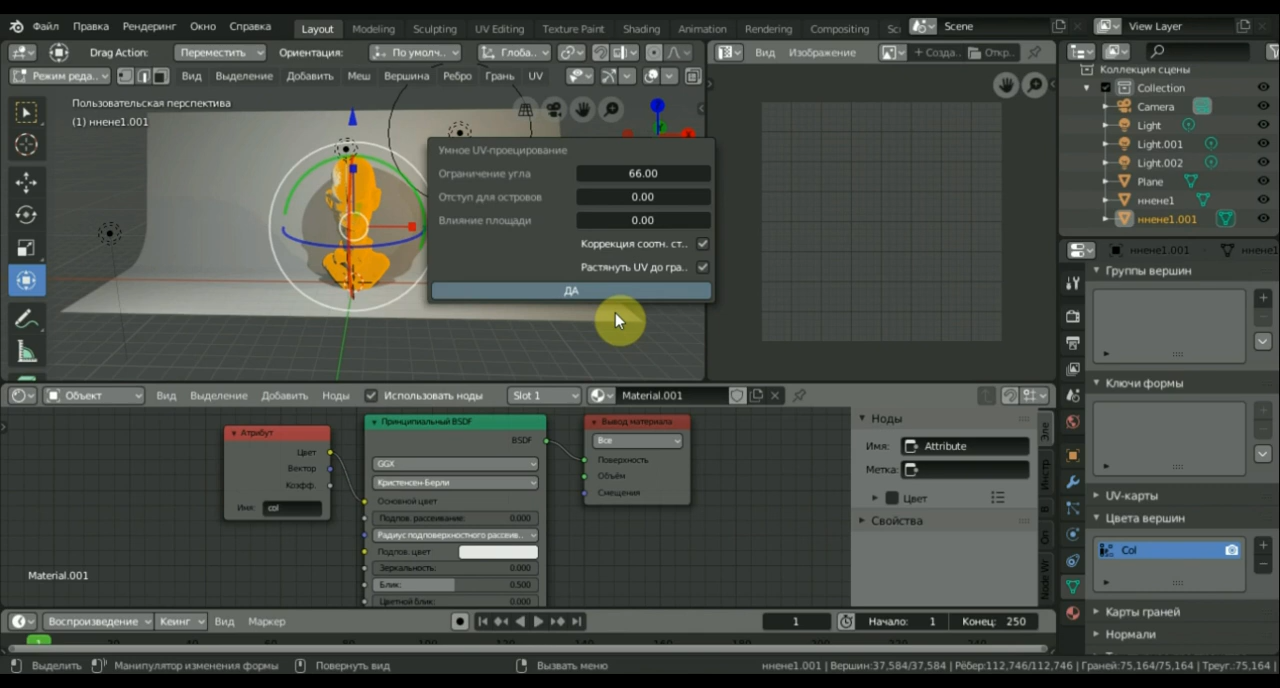 Файл Правка Рендеринг Окно Справка Layout Modeling Sculpting UV Editing Texture Paint Shading Animation Rendering Compositing Sc Scene View Layer
Drag Action: Переместить Ориентация: По умолч.. Глоба.. Вид Изображение + Созда.. Откр..
Режим реда.. Вид Выделение Добавить Меш Вершина Ребро Грань UV
Пользовательская перспектива
(1) ннене1.001
Умное UV-проецирование
Ограничение угла 66.00
Отступ для островов 0.00
Влияние площади 0.00
Коррекция соотн. ст..
Растянуть UV до гра..
ДА
Коллекция сцены
Collection
Camera
Light
Light.001
Light.002
Plane
ннене1
ннене1.001
ннене1.001 ннене1
Группы вершин
Ключи формы
UV-карты
Цвета вершин
Col
Карты граней
Нормали
Объект Вид Выделение Добавить Ноды Использовать ноды Slot 1 Material.001
Атрибут
Цвет
Вектор
Коэфф.
Имя: col
Принципиальный BSDF
BSDF
GGX
Кристенсен-Берли
Основной цвет
Подпов. рассеивание: 0.000
Радиус подповерхностного рассеив..
Подпов. цвет
Зеркальность: 0.000
Блик: 0.500
Цветной блик: 0.000
Вывод материала
Все
Поверхность
Объём
Смещения
Ноды
Имя: Attribute
Метка:
Цвет
Свойства
Эле
Инстр
В
Оп
Node Wr
Material.001
Воспроизведение Кеинг Вид Маркер 1 Начало: 1 Конец: 250
1
Выделить Манипулятор изменения формы Повернуть вид Вызвать меню ннене1.001 | Вершин:37,584/37,584 | Рёбер:112,746/112,746 | Граней:75,164/75,164 | Треуг.:75,164 |